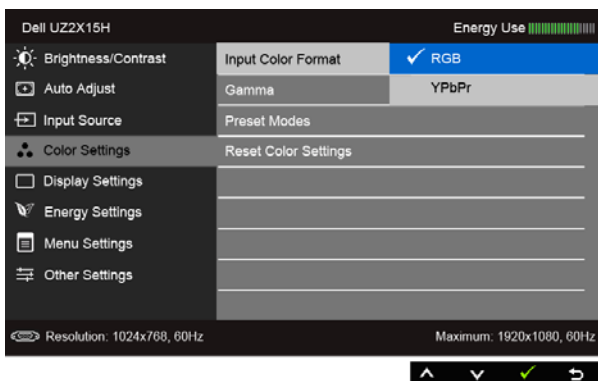 Dell UZ2X15H Energy Use
Brightness/Contrast Input Color Format RGB
Auto Adjust Gamma YPbPr
Input Source Preset Modes
Color Settings Reset Color Settings
Display Settings
Energy Settings
Menu Settings
Other Settings
Resolution: 1024x768, 60Hz Maximum: 1920x1080, 60Hz